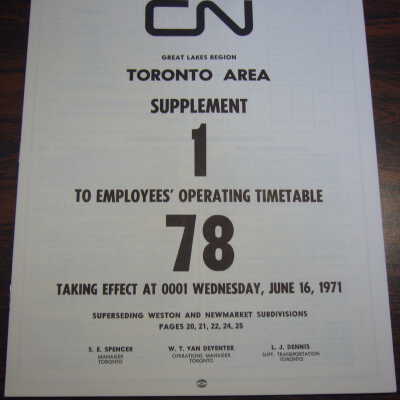 CN
GREAT LAKES REGION
TORONTO AREA
SUPPLEMENT
1
TO EMPLOYEES' OPERATING TIMETABLE
78
TAKING EFFECT AT 0001 WEDNESDAY, JUNE 16, 1971
SUPERSEDING WESTON AND NEWMARKET SUBDIVISIONS
PAGES 20, 21, 22, 24, 25
S. E. SPENCER W. T. VAN DEVENTER L. J. DENNIS
MANAGER OPERATIONS MANAGER SUPT. TRANSPORTATION
TORONTO TORONTO TORONTO